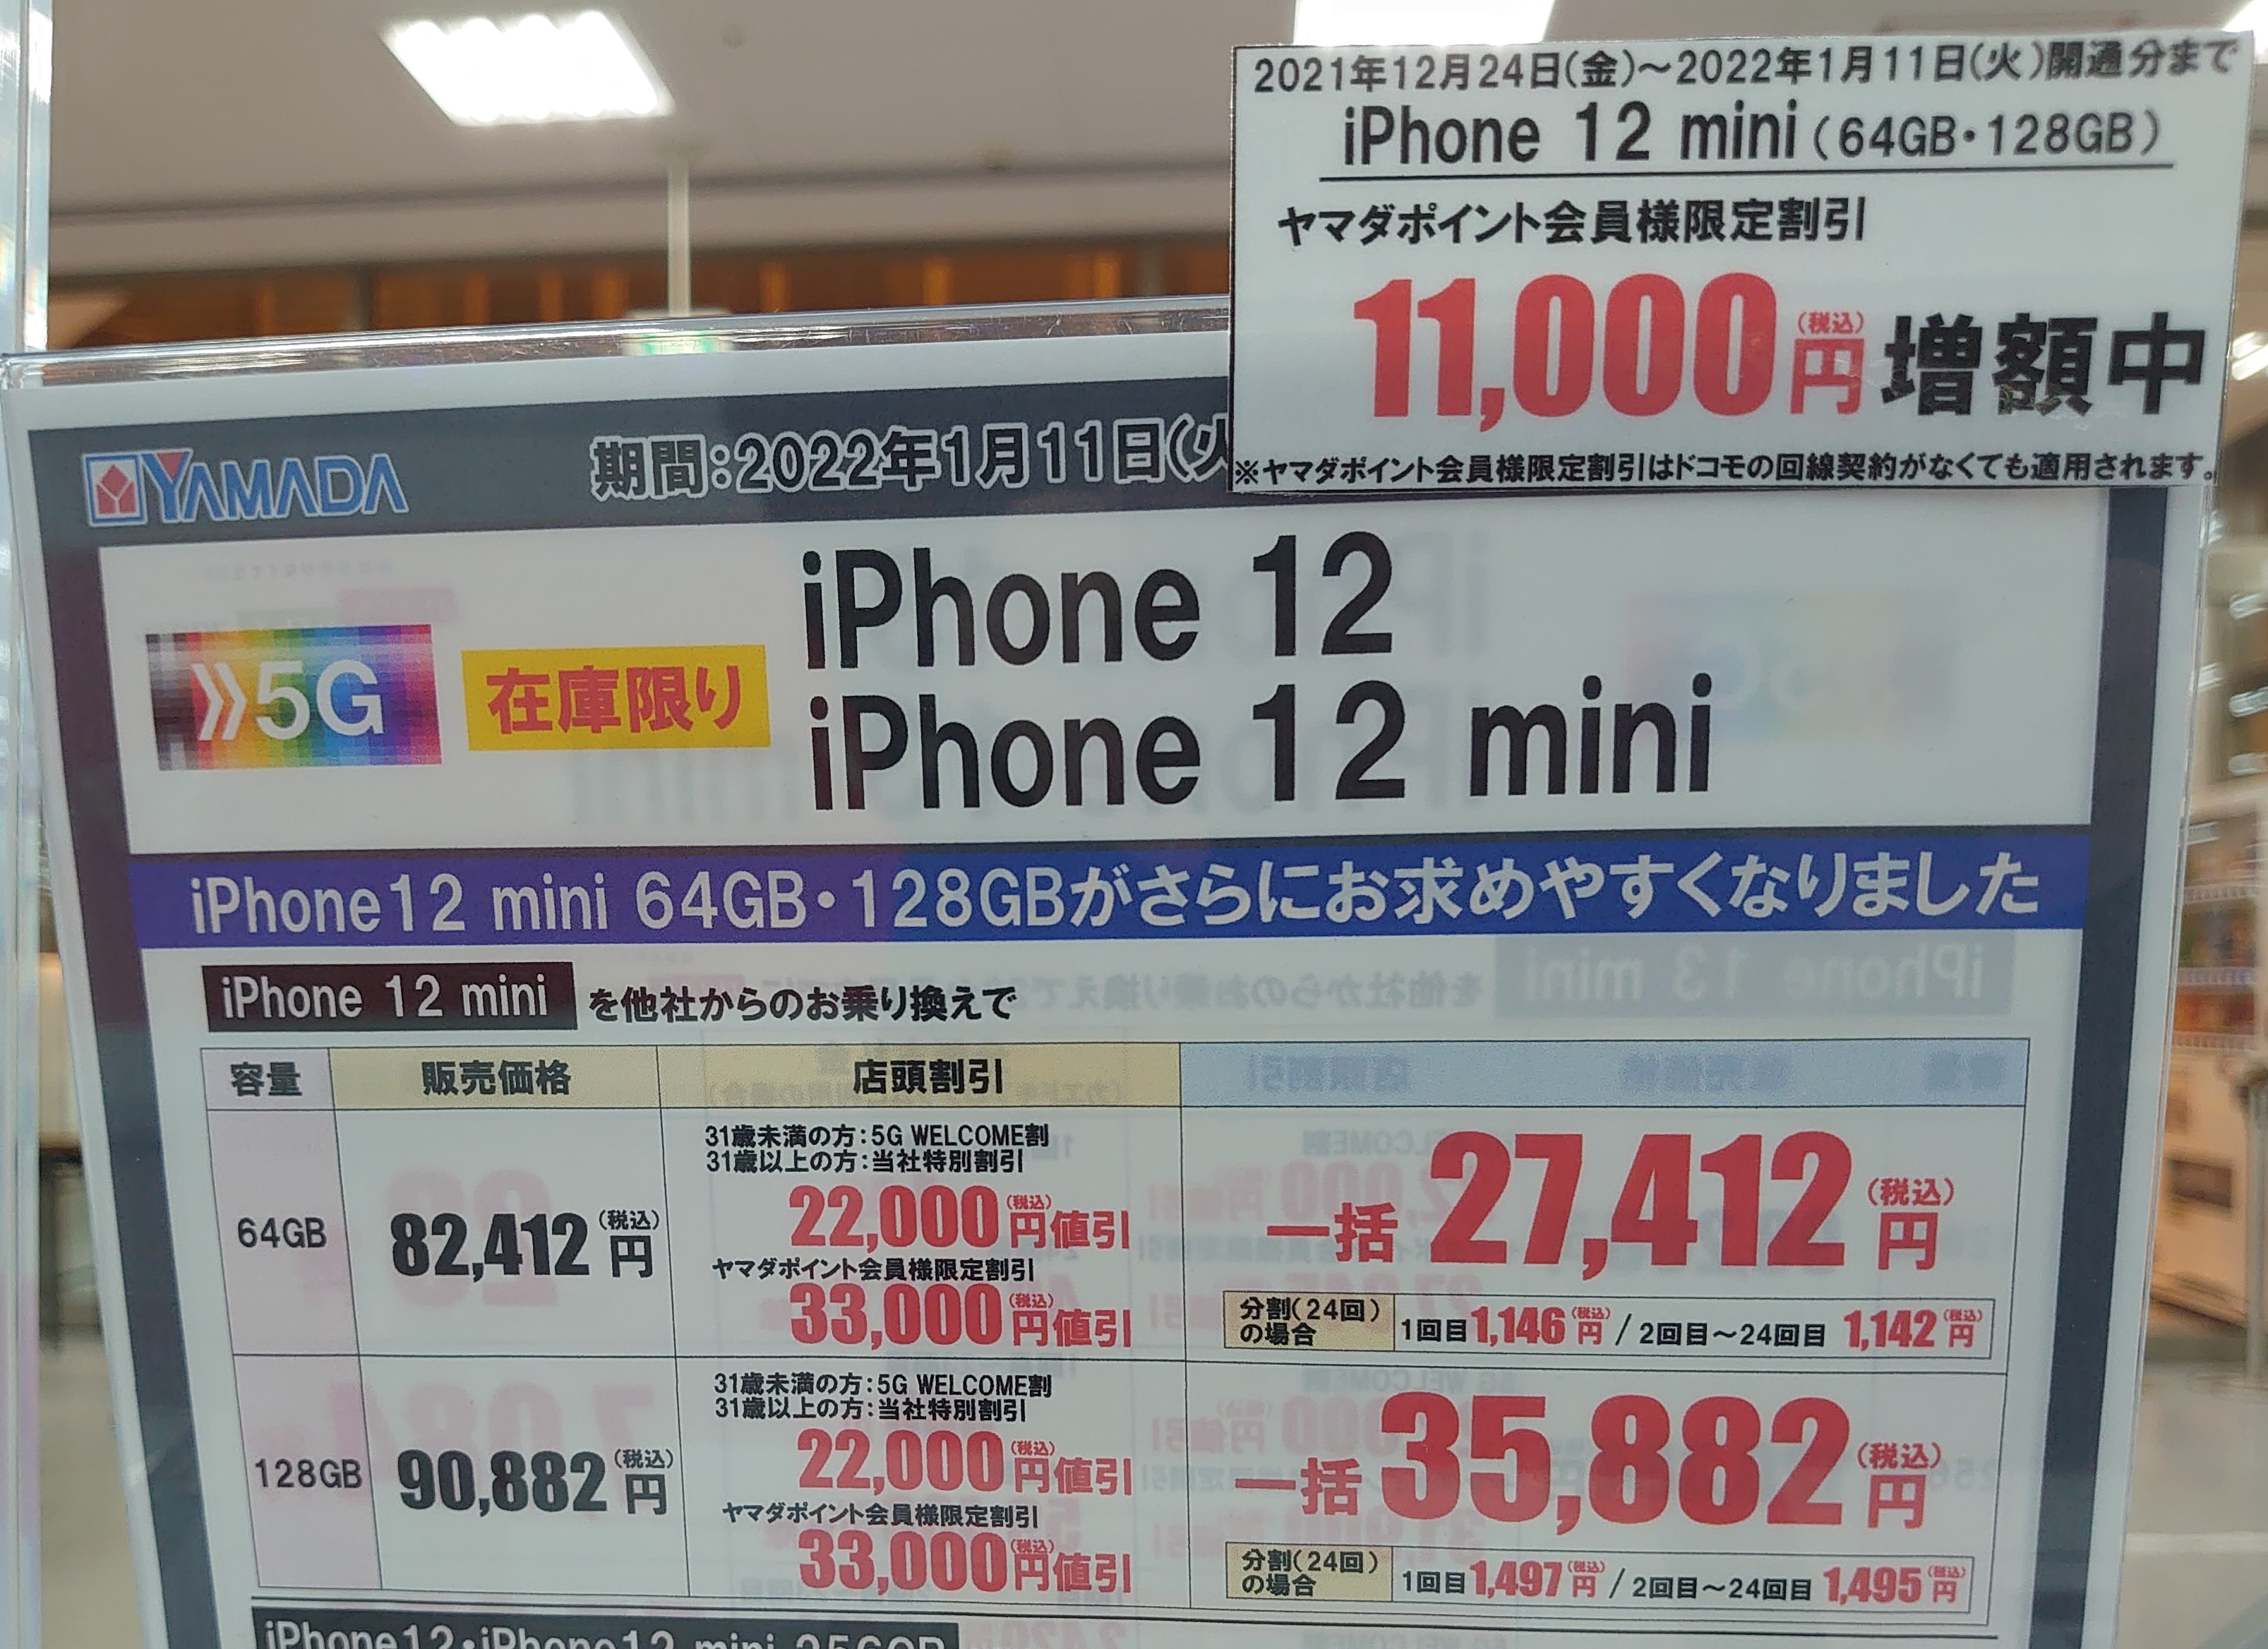 2021年12月24日(金)～2022年1月11日(火)開通分まで
iPhone 12 mini(64GB・128GB)
ヤマダポイント会員様限定割引
11,000円(税込)増額中
※ヤマダポイント会員様限定割引はドコモの回線契約がなくても適用されます。
YAMADA
期間:2022年1月11日(火
5G
在庫限り
iPhone 12
iPhone 12 mini
iPhone12 mini 64GB・128GBがさらにお求めやすくなりました
iPhone 12 mini を他社からのお乗り換えで
容量 販売価格 店頭割引
64GB
82,412円(税込)
31歳未満の方:5G WELCOME割
31歳以上の方:当社特別割引
22,000円(税込)値引
ヤマダポイント会員様限定割引
33,000円(税込)値引
一括 27,412円(税込)
分割(24回)の場合 1回目1,146円(税込) / 2回目～24回目 1,142円(税込)
128GB
90,882円(税込)
31歳未満の方:5G WELCOME割
31歳以上の方:当社特別割引
22,000円(税込)値引
ヤマダポイント会員様限定割引
33,000円(税込)値引
一括 35,882円(税込)
分割(24回)の場合 1回目1,497円(税込) / 2回目～24回目 1,495円(税込)
iPhone12・iPhone12 mini 256GB